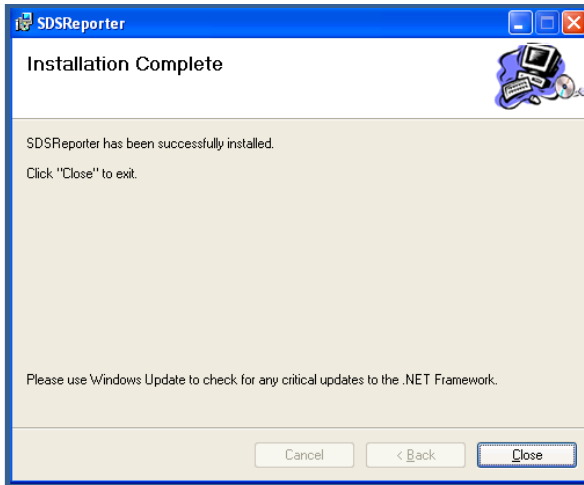 SDSReporter
Installation Complete
SDSReporter has been successfully installed.
Click "Close" to exit.
Please use Windows Update to check for any critical updates to the .NET Framework.
Cancel
< Back
Close